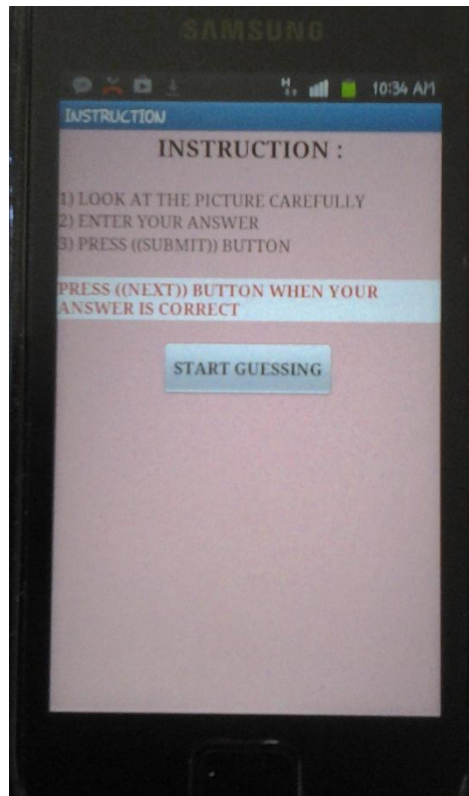 SAMSUNG
10:34 AM
INSTRUCTION
INSTRUCTION :
1) LOOK AT THE PICTURE CAREFULLY
2) ENTER YOUR ANSWER
3) PRESS ((SUBMIT)) BUTTON
PRESS ((NEXT)) BUTTON WHEN YOUR
ANSWER IS CORRECT
START GUESSING